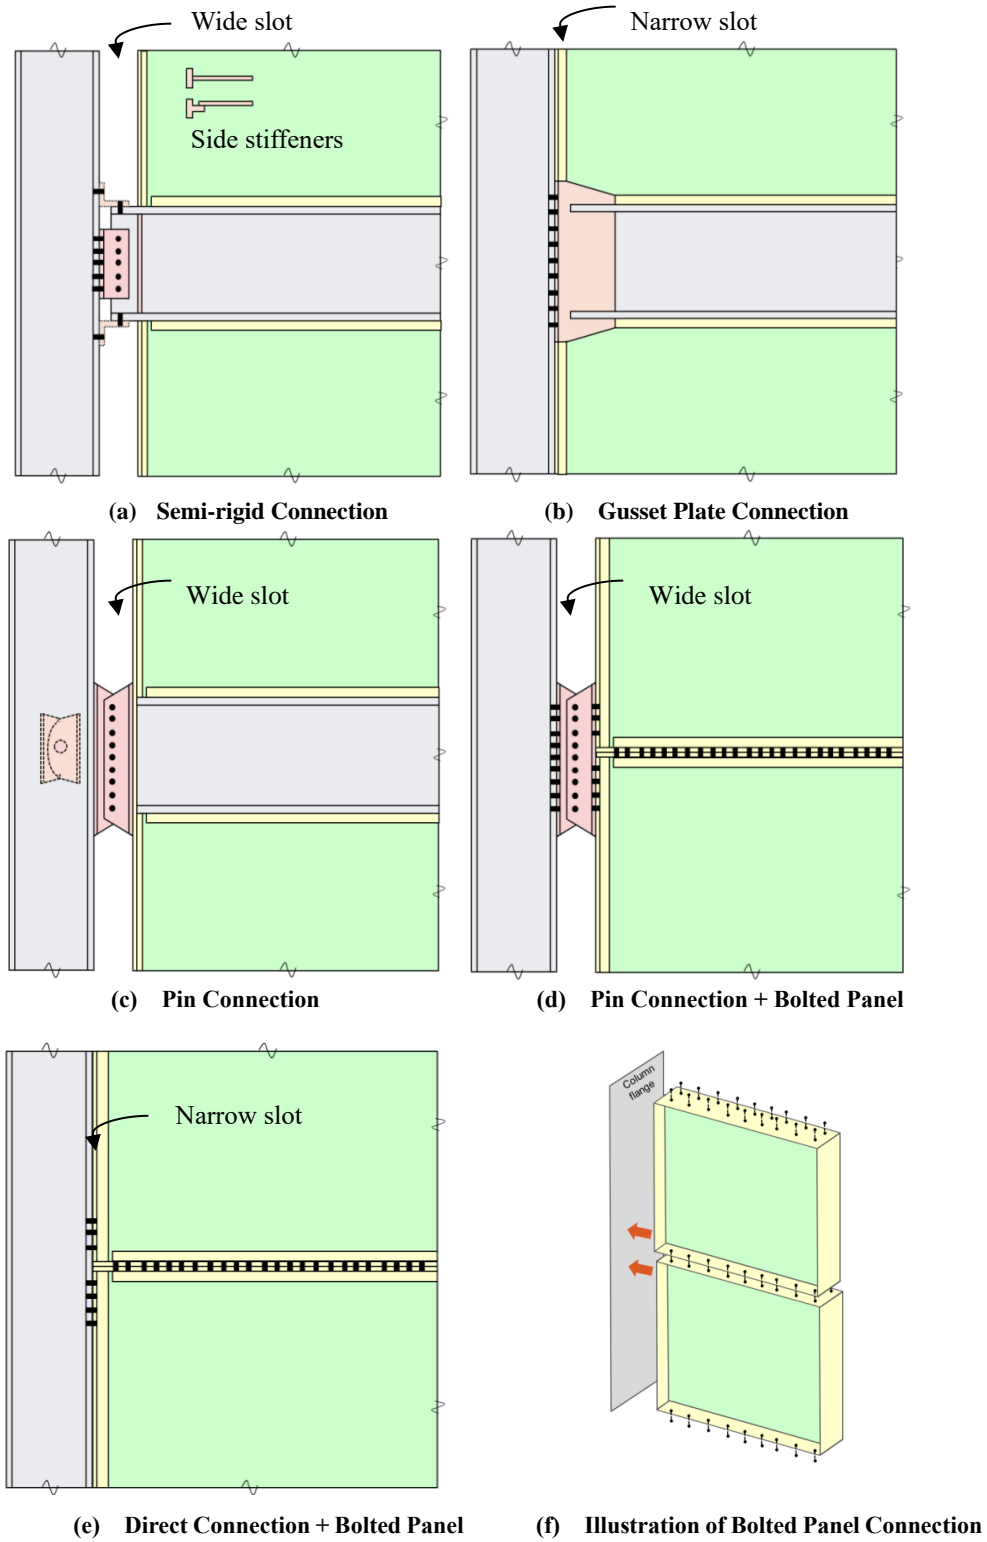 Wide slot
Narrow slot
Side stiffeners
(a) Semi-rigid Connection
(b) Gusset Plate Connection
Wide slot
Wide slot
(c) Pin Connection
(d) Pin Connection + Bolted Panel
Column
flange
Narrow slot
(e) Direct Connection + Bolted Panel
(f) Illustration of Bolted Panel Connection